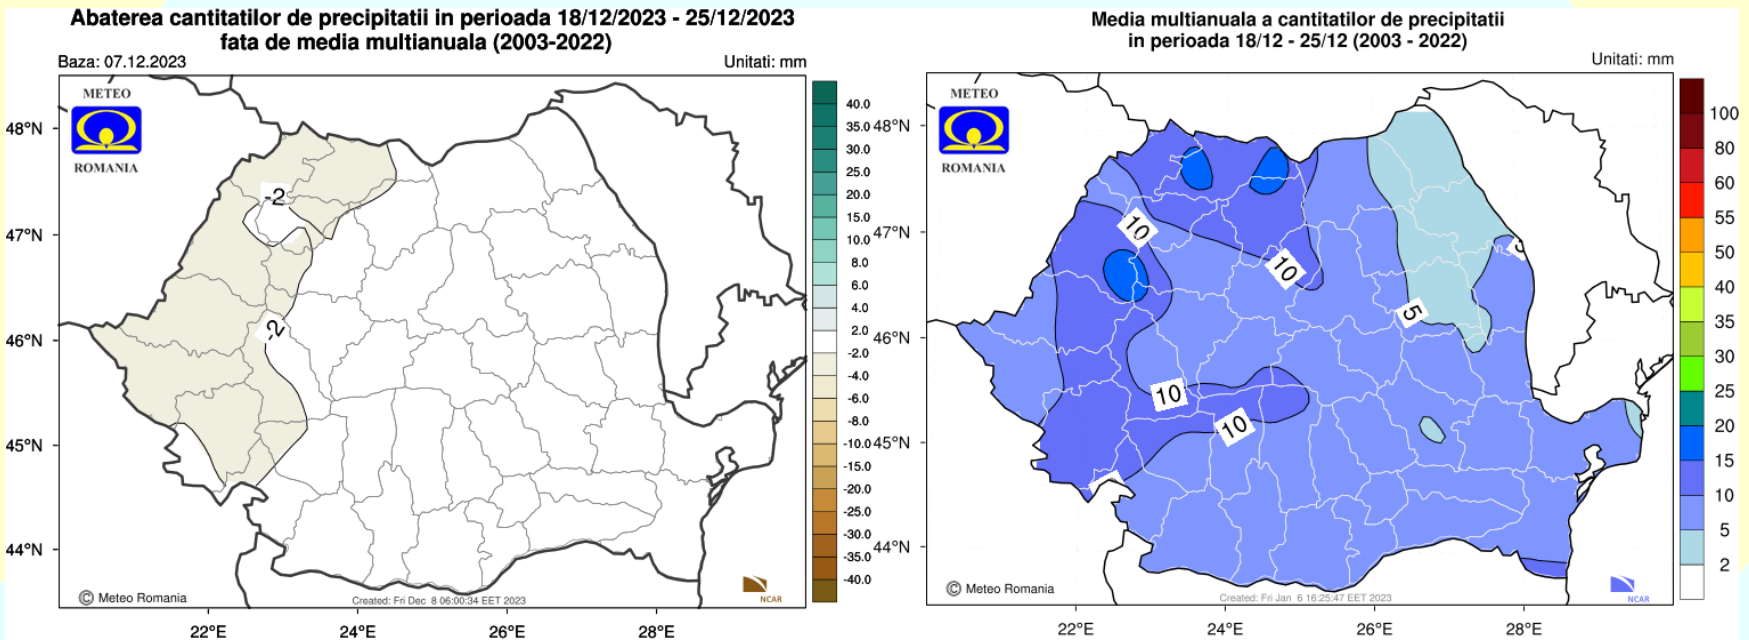 Abaterea cantitatilor de precipitatii in perioada 18/12/2023 - 25/12/2023
fata de media multianuala (2003-2022)
Baza: 07.12.2023
Unitati: mm
METEO
ROMANIA
48°N
47°N
46°N
45°N
44°N
22°E
24°E
26°E
28°E
-2
-2
40.0
35.0
30.0
25.0
20.0
15.0
10.0
8.0
6.0
4.0
2.0
-2.0
-4.0
-6.0
-8.0
-10.0
-15.0
-20.0
-25.0
-30.0
-35.0
-40.0
© Meteo Romania
Created: Fri Dec 8 06:00:34 EET 2023
NCAR
Media multianuala a cantitatilor de precipitatii
in perioada 18/12 - 25/12 (2003 - 2022)
Unitati: mm
METEO
ROMANIA
48°N
47°N
46°N
45°N
44°N
22°E
24°E
26°E
28°E
10
10
5
10
10
100
80
60
55
50
40
35
30
25
20
15
10
5
2
© Meteo Romania
Created: Fri Jan 6 16:25:47 EET 2023
NCAR